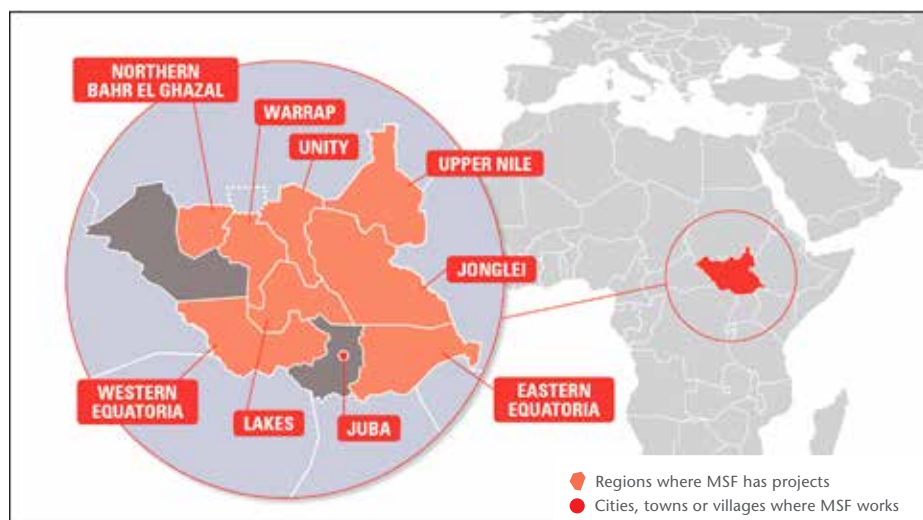 NORTHERN
BAHR EL GHAZAL
WARRAP
UNITY
UPPER NILE
JONGLEI
WESTERN
EQUATORIA
LAKES
JUBA
EASTERN
EQUATORIA
Regions where MSF has projects
Cities, towns or villages where MSF works